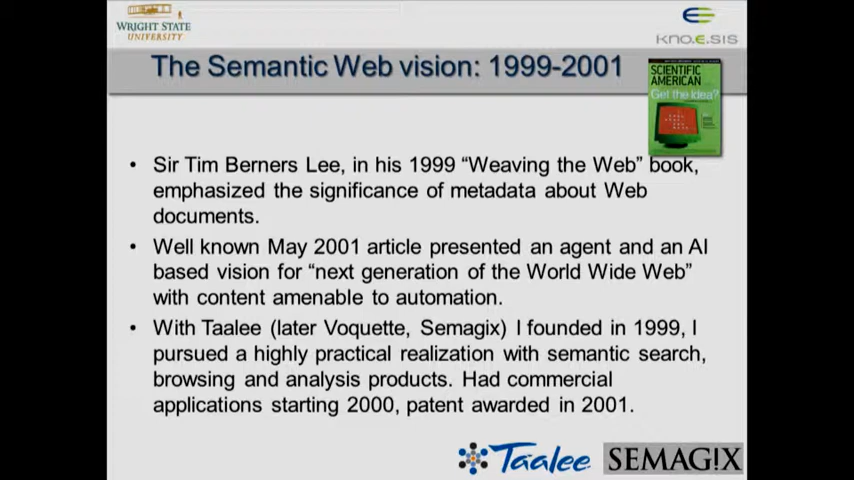 WRIGHT STATE
UNIVERSITY
KNO.E.SIS
The Semantic Web vision: 1999-2001
SCIENTIFIC
AMERICAN
Get the idea?
• Sir Tim Berners Lee, in his 1999 “Weaving the Web” book,
emphasized the significance of metadata about Web
documents.
• Well known May 2001 article presented an agent and an AI
based vision for “next generation of the World Wide Web”
with content amenable to automation.
• With Taalee (later Voquette, Semagix) I founded in 1999, I
pursued a highly practical realization with semantic search,
browsing and analysis products. Had commercial
applications starting 2000, patent awarded in 2001.
Taalee SEMAG!X